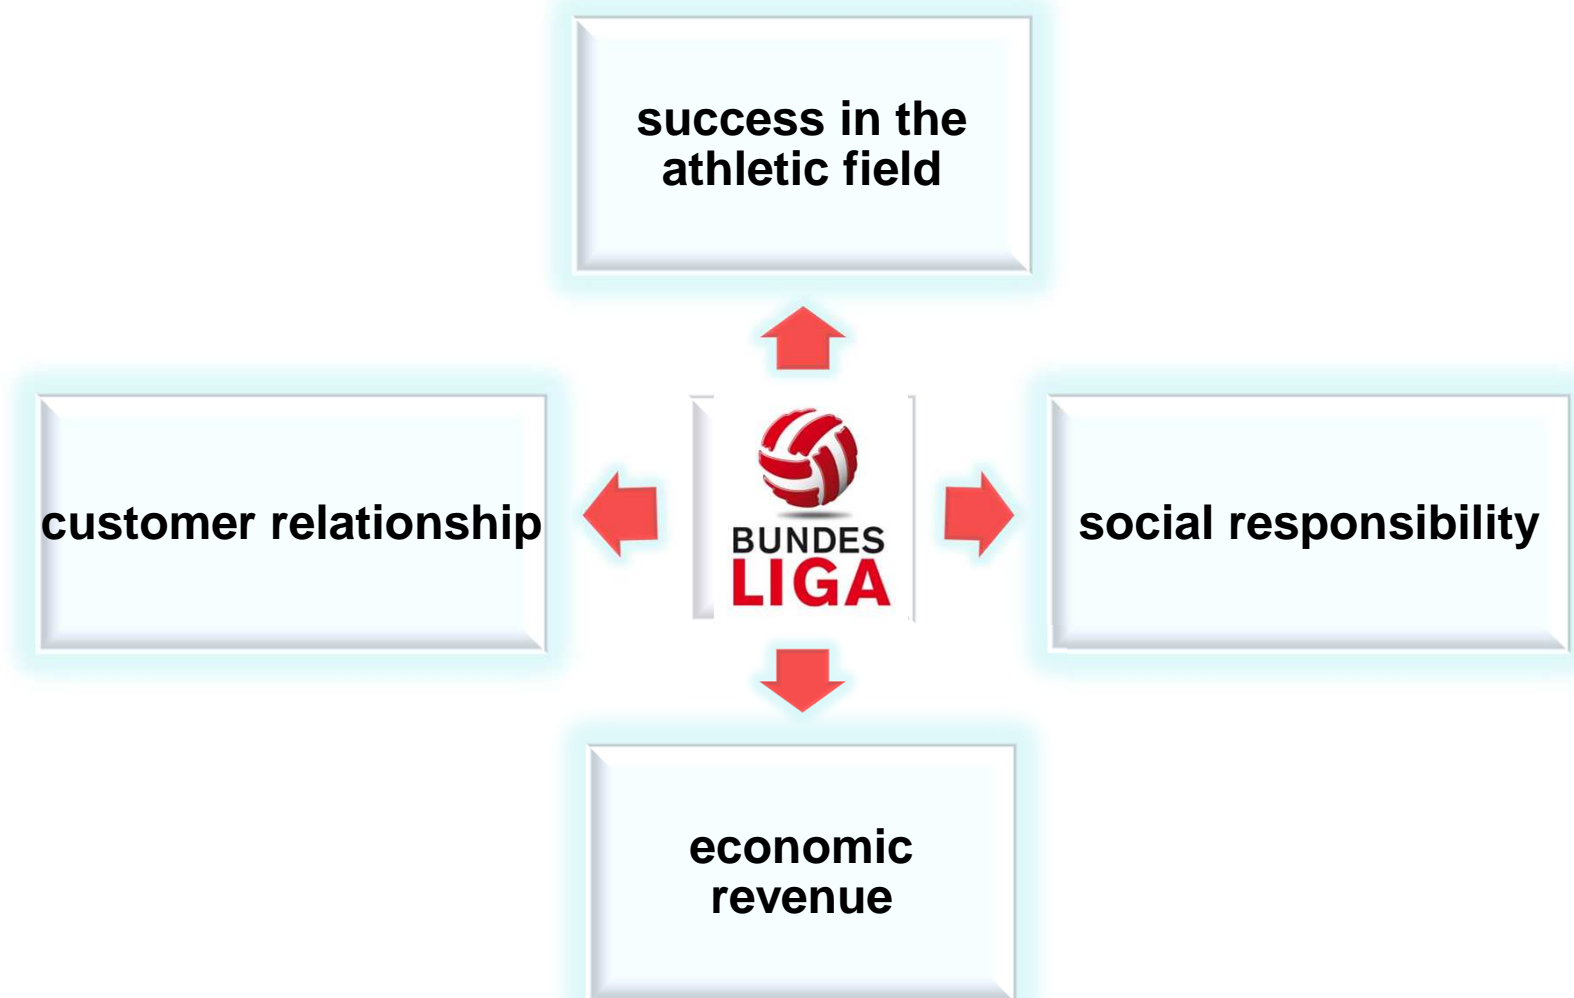 success in the
athletic field
customer relationship
BUNDES
LIGA
social responsibility
economic
revenue